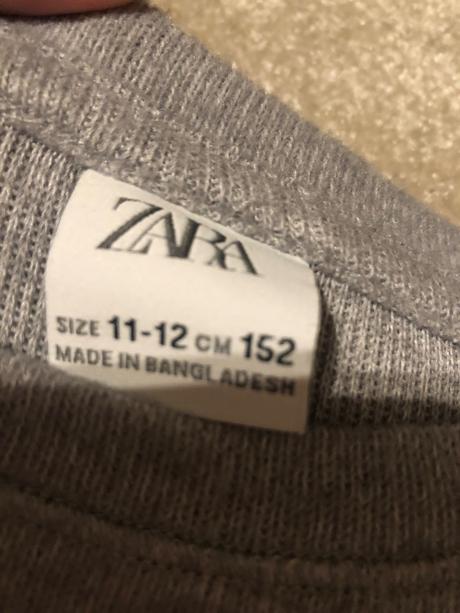 ZARA
SIZE 11-12 CM 152
MADE IN BANGLADESH